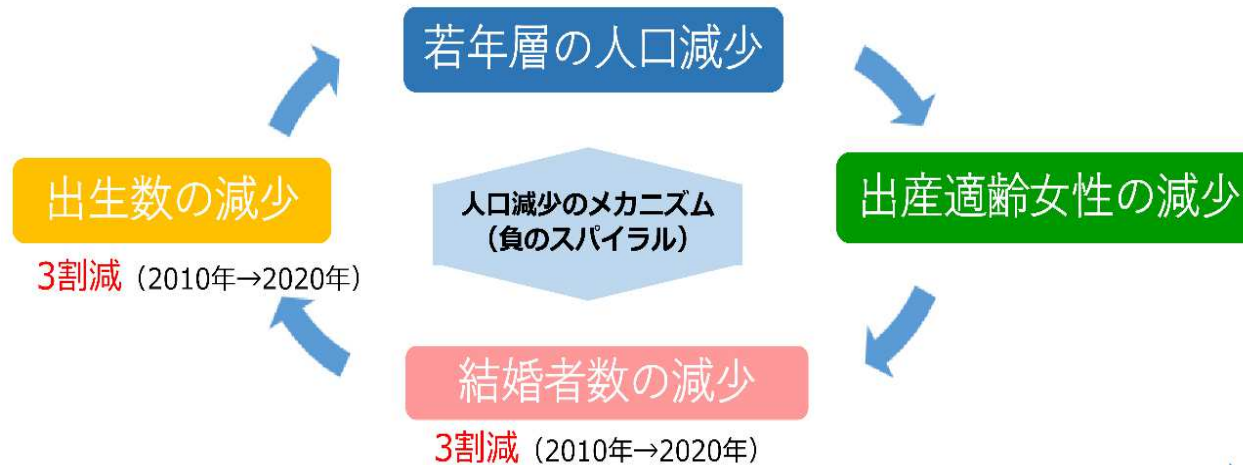 若年層の人口減少
出生数の減少
3割減（2010年→2020年）
人口減少のメカニズム
（負のスパイラル）
出産適齢女性の減少
結婚者数の減少
3割減（2010年→2020年）